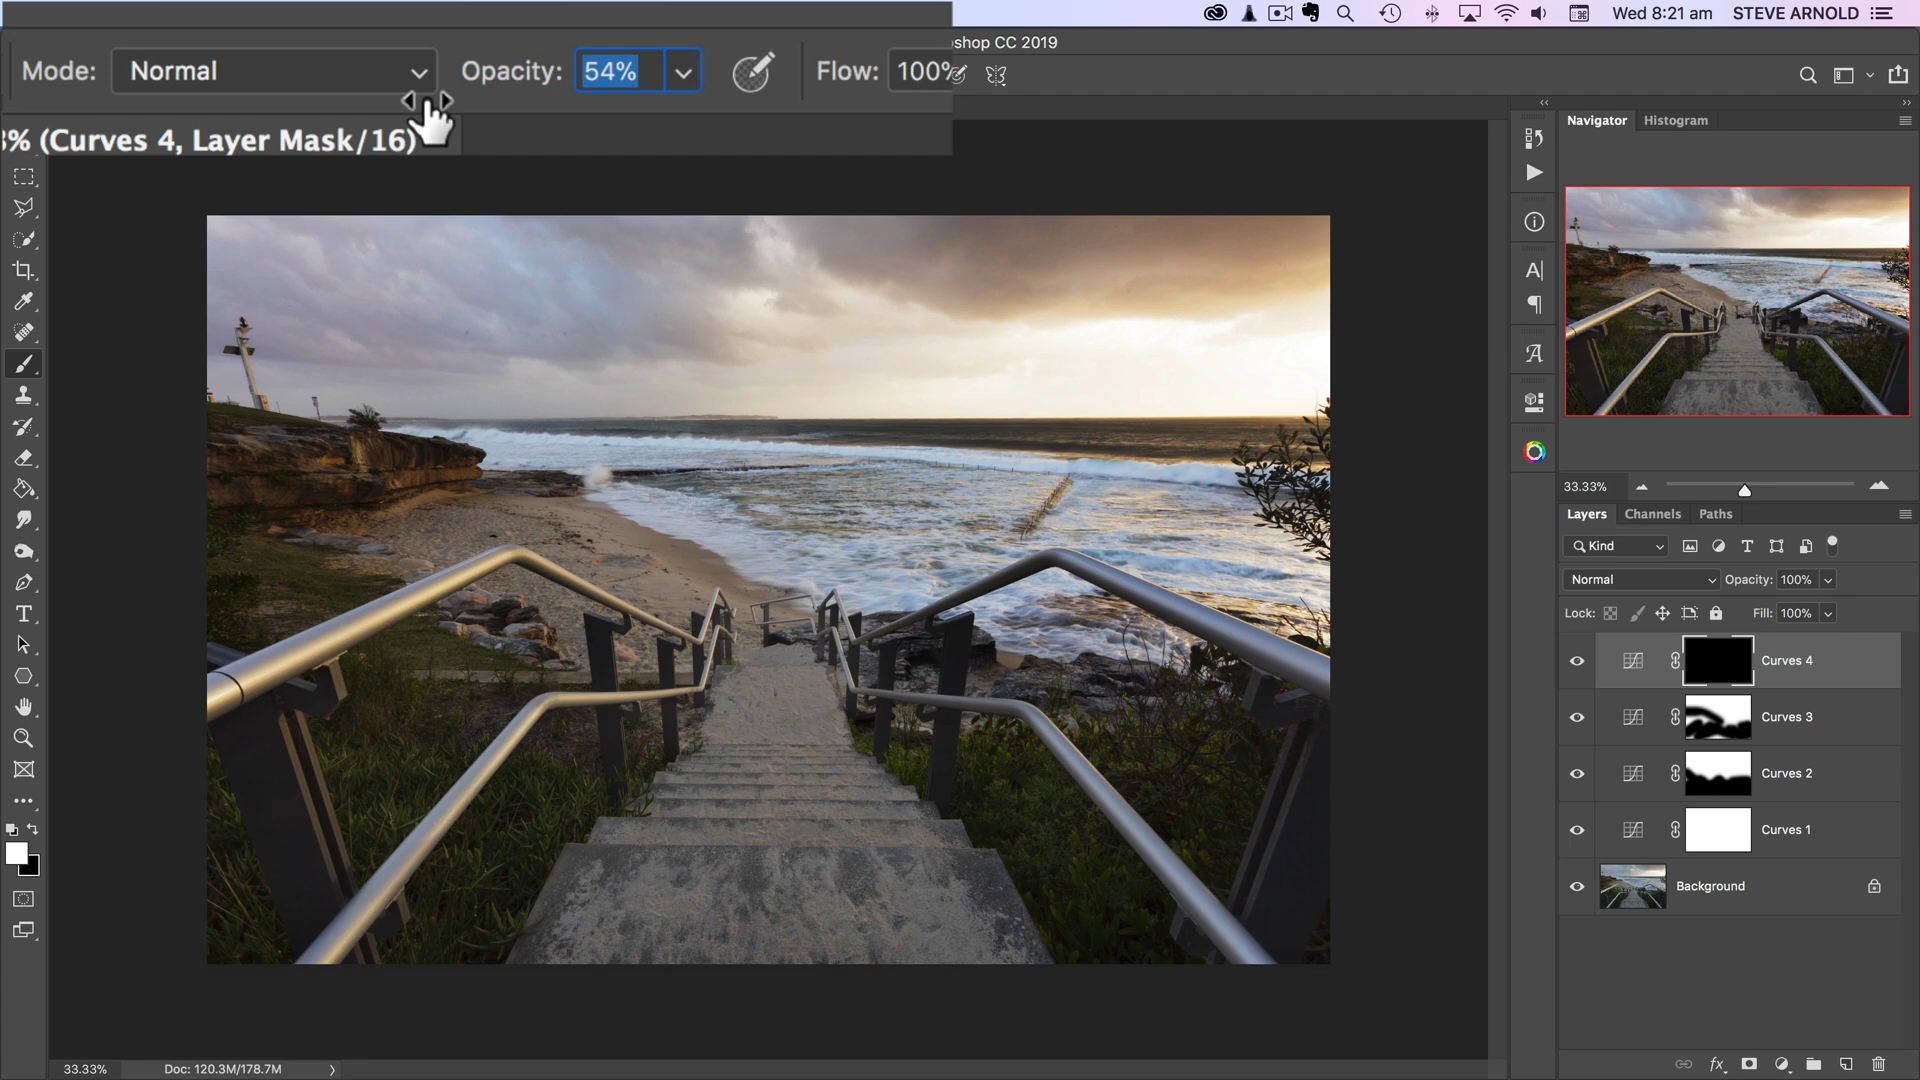 Wed 8:21 am STEVE ARNOLD
shop CC 2019
Mode: Normal Opacity: 54% Flow: 100%
% (Curves 4, Layer Mask/16)
Navigator Histogram
33.33%
Layers Channels Paths
Kind
Normal Opacity: 100%
Lock: Fill: 100%
Curves 4
Curves 3
Curves 2
Curves 1
Background
fx
33.33% Doc: 120.3M/178.7M